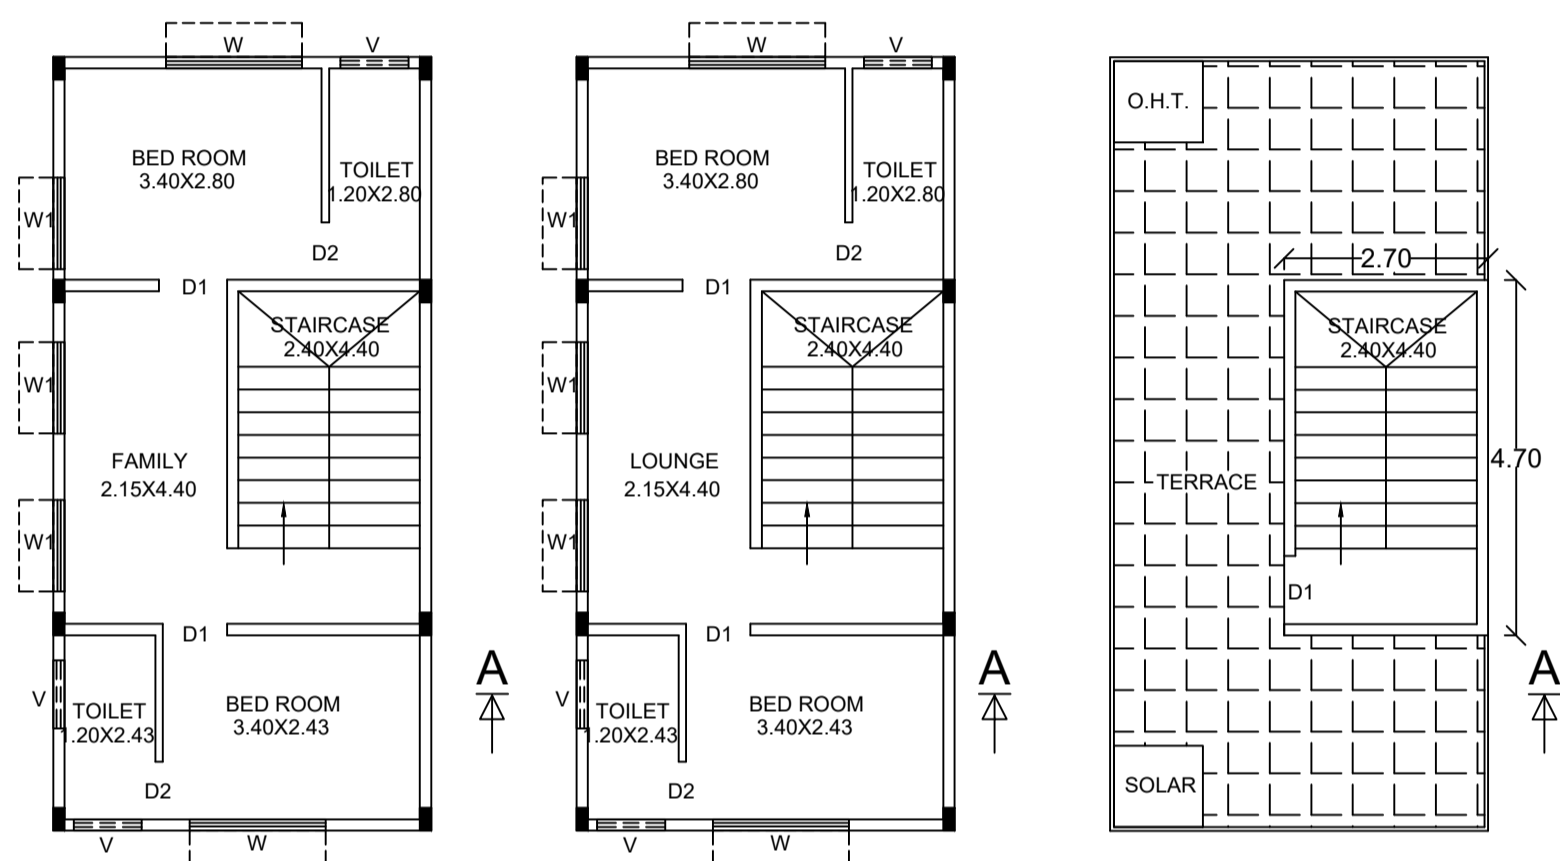 W
V
BED ROOM
3.40X2.80
TOILET
1.20X2.80
W1
D2
D1
STAIRCASE
2.40X4.40
W1
FAMILY
2.15X4.40
W1
D1
V
TOILET
1.20X2.43
BED ROOM
3.40X2.43
D2
V
W
A
W
V
BED ROOM
3.40X2.80
TOILET
1.20X2.80
W1
D2
D1
STAIRCASE
2.40X4.40
W1
LOUNGE
2.15X4.40
W1
D1
V
TOILET
1.20X2.43
BED ROOM
3.40X2.43
D2
V
W
A
O.H.T.
2.70
STAIRCASE
2.40X4.40
4.70
TERRACE
D1
SOLAR
A